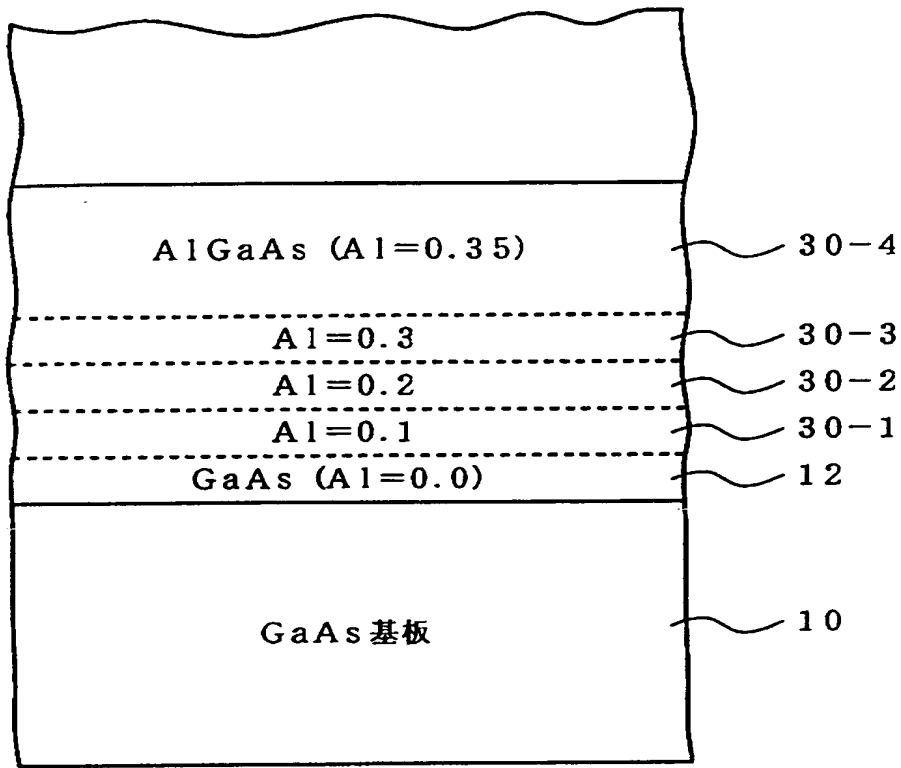 AlGaAs (Al=0.35) 30-4
Al=0.3 30-3
Al=0.2 30-2
Al=0.1 30-1
GaAs (Al=0.0) 12
GaAs基板 10